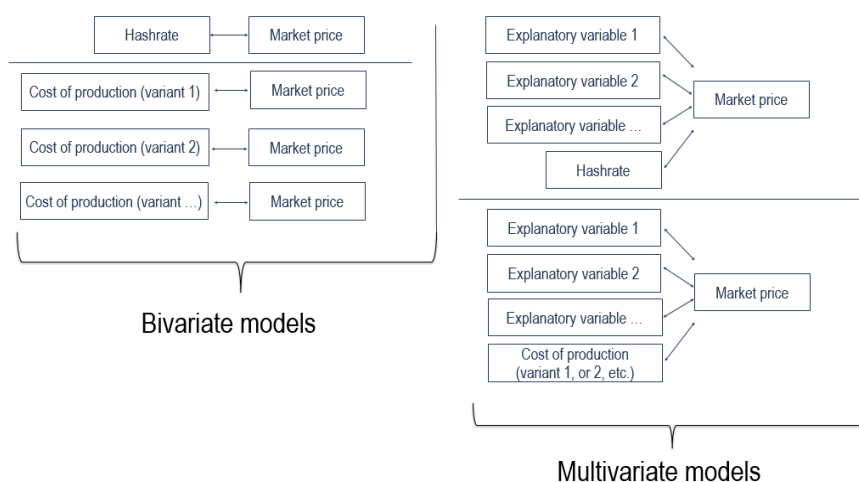 Hashrate
Market price
Cost of production (variant 1)
Market price
Cost of production (variant 2)
Market price
Cost of production (variant …)
Market price
Bivariate models
Explanatory variable 1
Explanatory variable 2
Explanatory variable …
Hashrate
Market price
Explanatory variable 1
Explanatory variable 2
Explanatory variable …
Cost of production
(variant 1, or 2, etc.)
Market price
Multivariate models